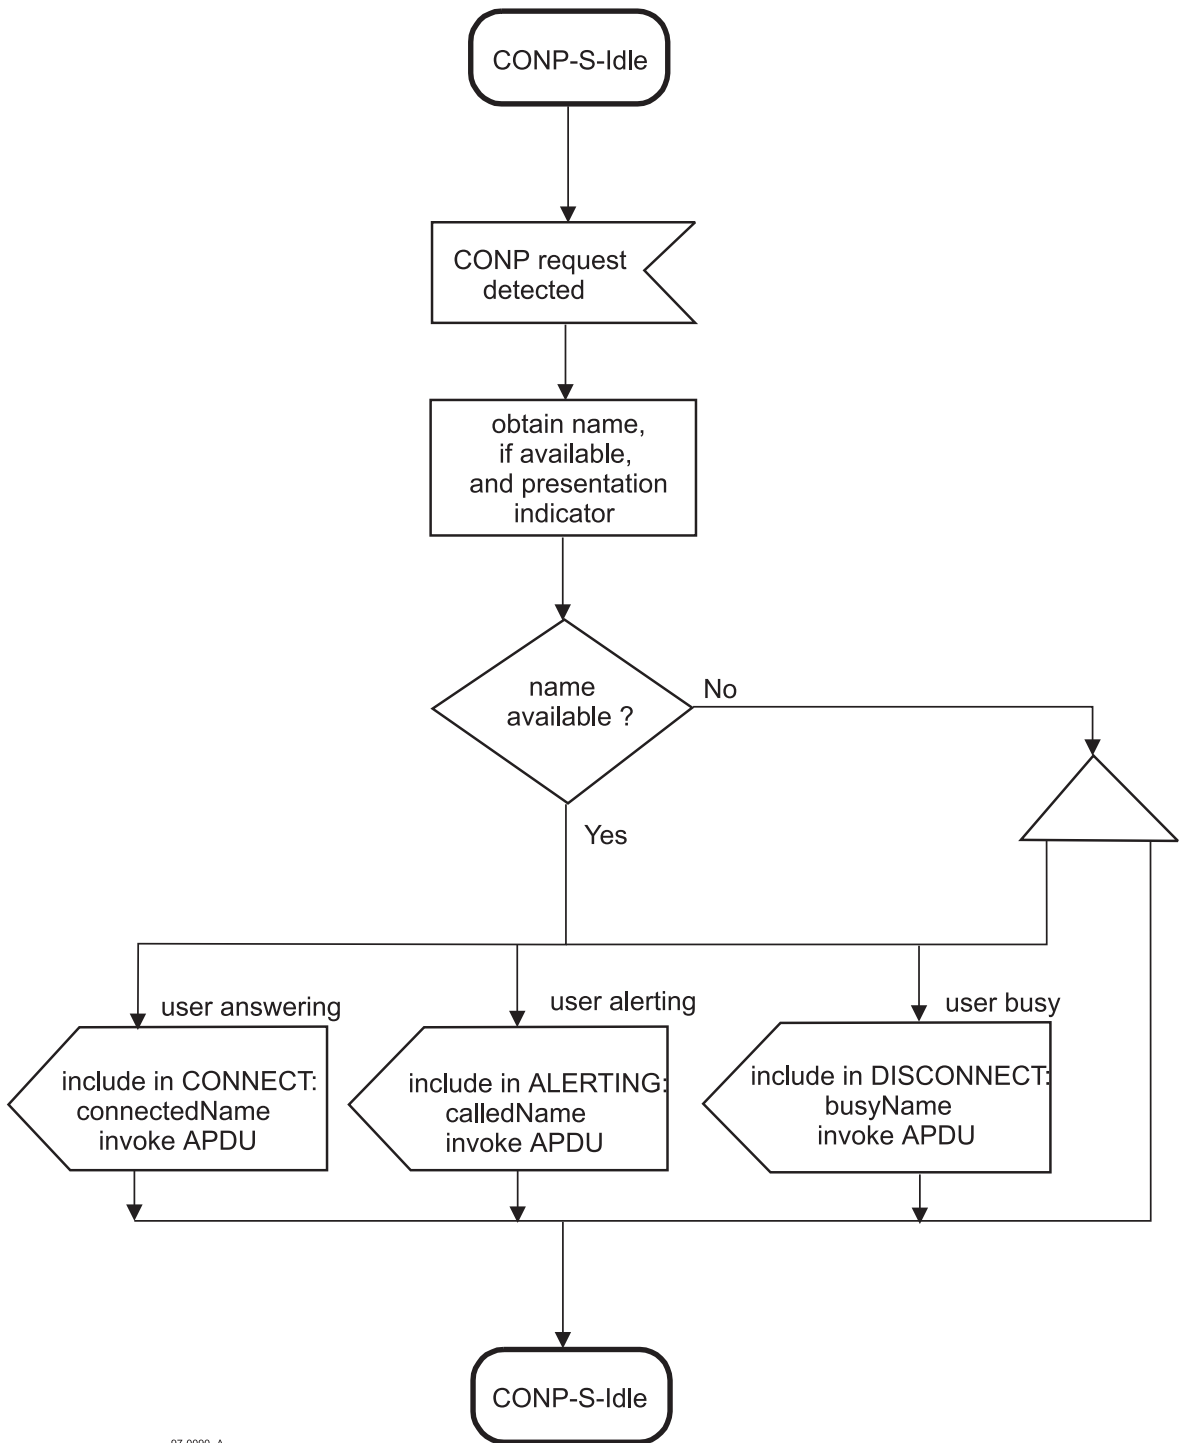 CONP-S-Idle
CONP request
detected
obtain name,
if available,
and presentation
indicator
name
available ?
No
Yes
user answering
user alerting
user busy
include in CONNECT:
connectedName
invoke APDU
include in ALERTING:
calledName
invoke APDU
include in DISCONNECT:
busyName
invoke APDU
CONP-S-Idle